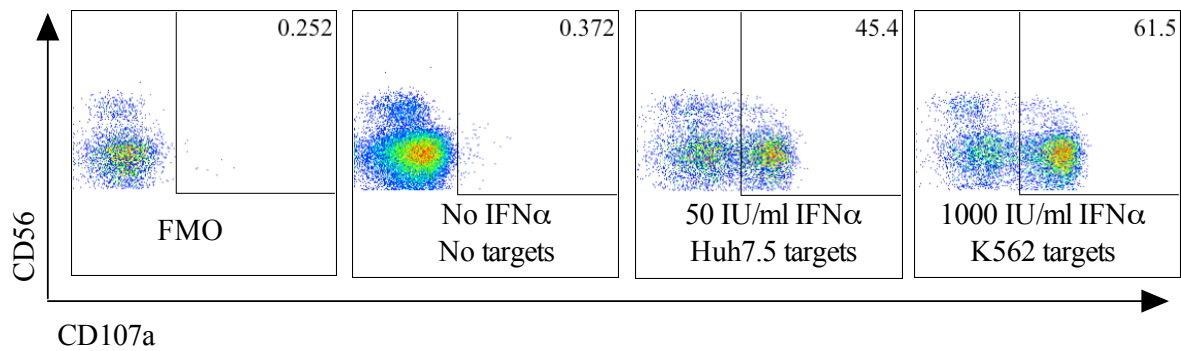 0.252
0.372
45.4
61.5
FMO
No IFNα
No targets
50 IU/ml IFNα
Huh7.5 targets
1000 IU/ml IFNα
K562 targets
CD56
CD107a